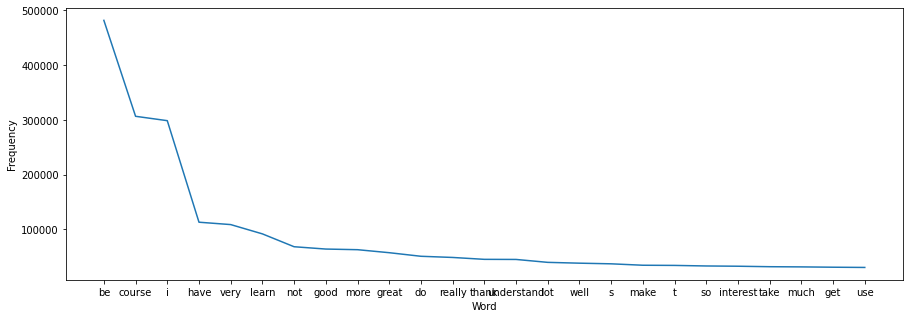 500000
400000
300000
200000
100000
Frequency
be course i have very learn not good more great do really thank understand lot well s make t so interest take much get use
Word